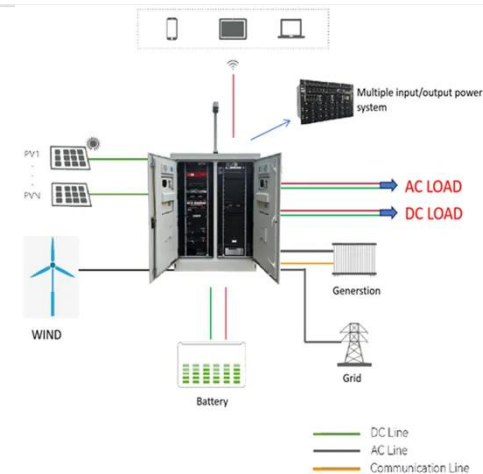 Multiple input/output power
system
PV1
PVN
AC LOAD
DC LOAD
Generstion
WIND
Grid
Battery
DC Line
AC Line
Communication Line